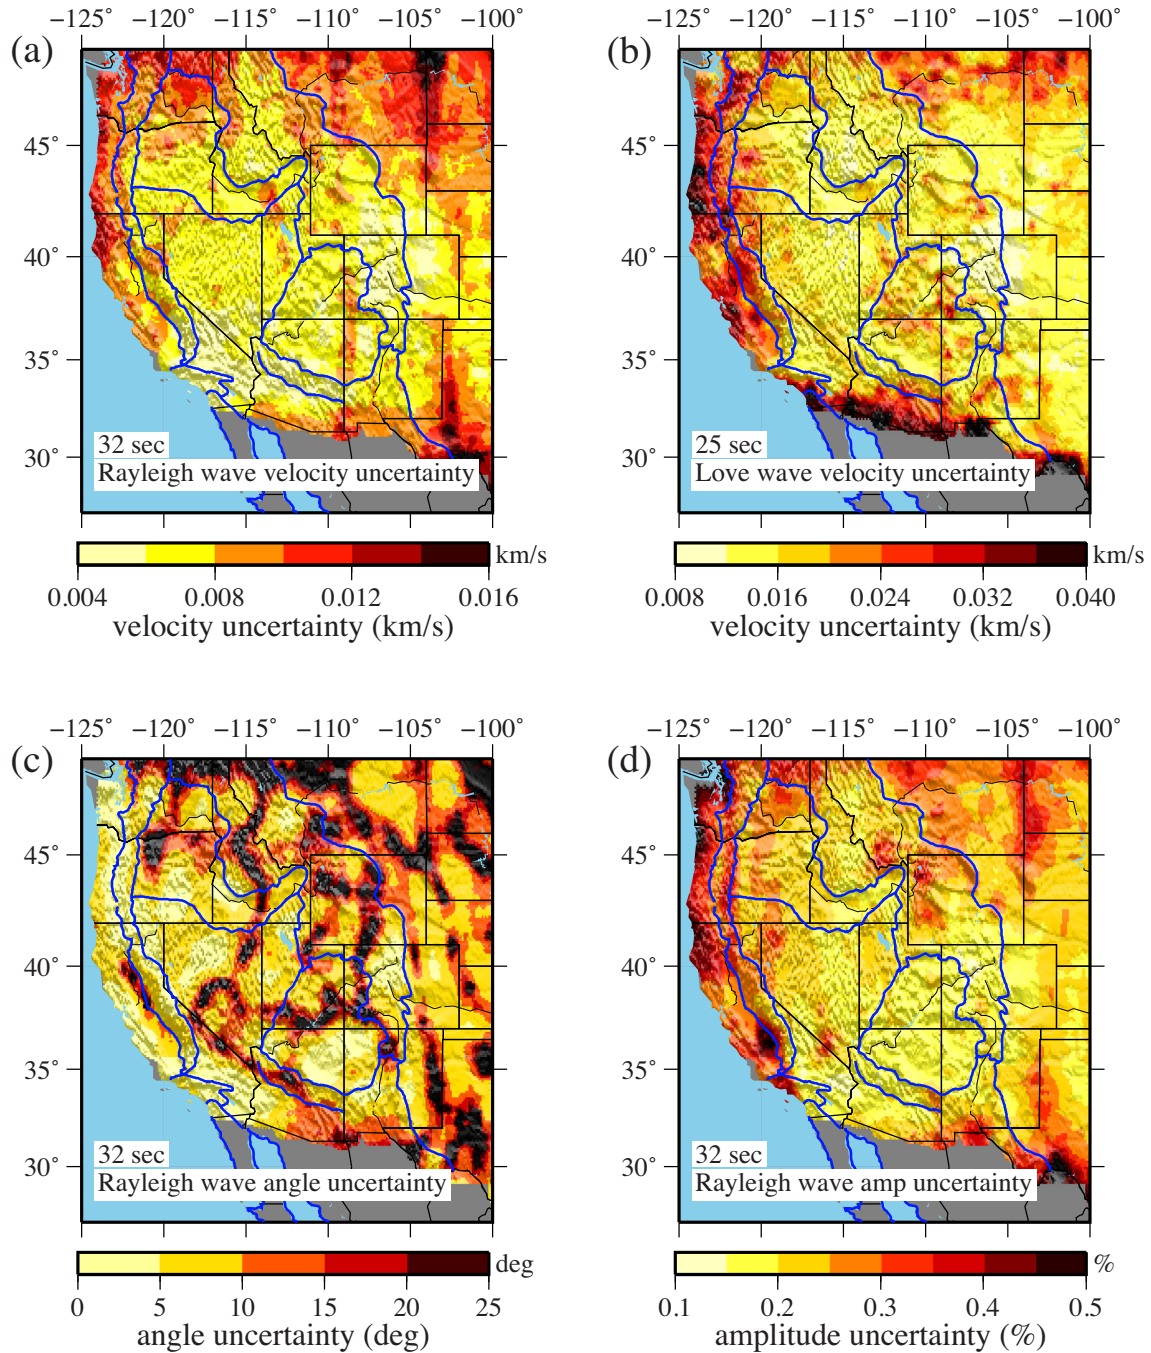 −125° −120° −115° −110° −105° −100°
(a)
45°
40°
35°
30°
32 sec
Rayleigh wave velocity uncertainty
km/s
0.004 0.008 0.012 0.016
velocity uncertainty (km/s)
−125° −120° −115° −110° −105° −100°
(b)
45°
40°
35°
30°
25 sec
Love wave velocity uncertainty
km/s
0.008 0.016 0.024 0.032 0.040
velocity uncertainty (km/s)
−125° −120° −115° −110° −105° −100°
(c)
45°
40°
35°
30°
32 sec
Rayleigh wave angle uncertainty
deg
0 5 10 15 20 25
angle uncertainty (deg)
−125° −120° −115° −110° −105° −100°
(d)
45°
40°
35°
30°
32 sec
Rayleigh wave amp uncertainty
%
0.1 0.2 0.3 0.4 0.5
amplitude uncertainty (%)